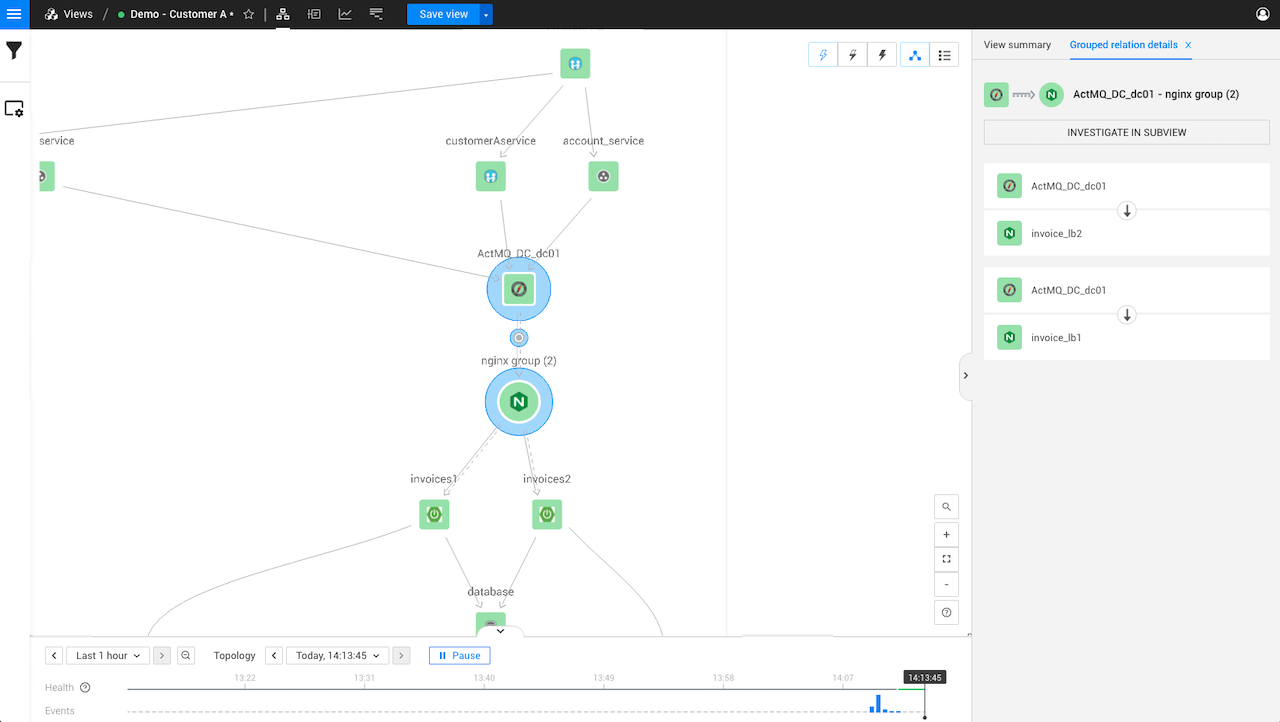 Views / Demo - Customer A *
Save view
View summary
Grouped relation details x
ActMQ_DC_dc01 - nginx group (2)
INVESTIGATE IN SUBVIEW
ActMQ_DC_dc01
invoice_lb2
ActMQ_DC_dc01
invoice_lb1
service
customerAservice
account_service
ActMQ_DC_dc01
nginx group (2)
invoices1
invoices2
database
+
-
Last 1 hour
Topology
Today, 14:13:45
Pause
13:22
13:31
13:40
13:49
13:58
14:07
14:13:45
Health
Events